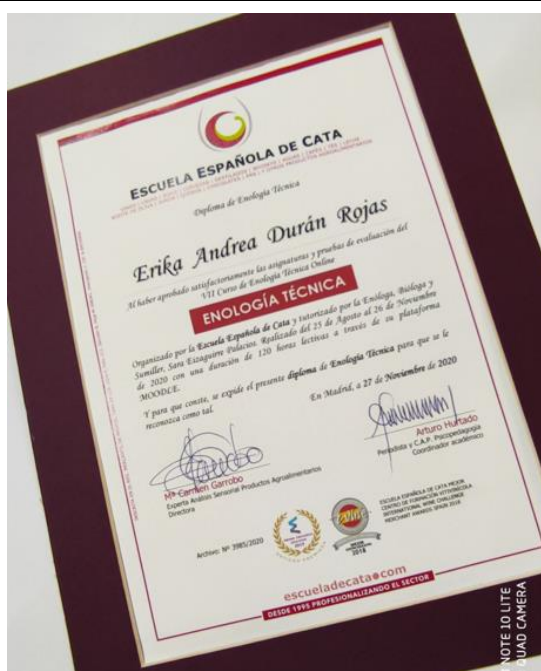 ESCUELA ESPAÑOLA DE CATA
Diploma de Enología Técnica
Erika Andrea Durán Rojas
Al haber aprobado satisfactoriamente las asignaturas y pruebas de evaluación del
VII Curso de Enología Técnica Online
ENOLOGÍA TÉCNICA
Organizado por la Escuela Española de Cata y tutorizado por la Enóloga, Bióloga y
Sumiller, Sara Eizaguirre Palacios. Realizado del 25 de Agosto al 26 de Noviembre
de 2020 con una duración de 120 horas lectivas a través de su plataforma
MOODLE.
Y para que conste, se expide el presente diploma de Enología Técnica para que se le
reconozca como tal.
En Madrid, a 27 de Noviembre de 2020
Mª Carmen Garrobo
Experta Análisis Sensorial Productos Agroalimentarios
Directora
Arturo Hurtado
Periodista y C.A.P. Psicopedagogía
Coordinador académico
Archivo: Nº 3985/2020
2018
ESCUELA ESPAÑOLA DE CATA MEJOR
CENTRO DE FORMACIÓN VITIVINÍCOLA
INTERNATIONAL WINE CHALLENGE
MERCHANT AWARDS SPAIN 2018
escueladecata●com
DESDE 1995 PROFESIONALIZANDO EL SECTOR
NOTE 10 LITE
QUAD CAMERA